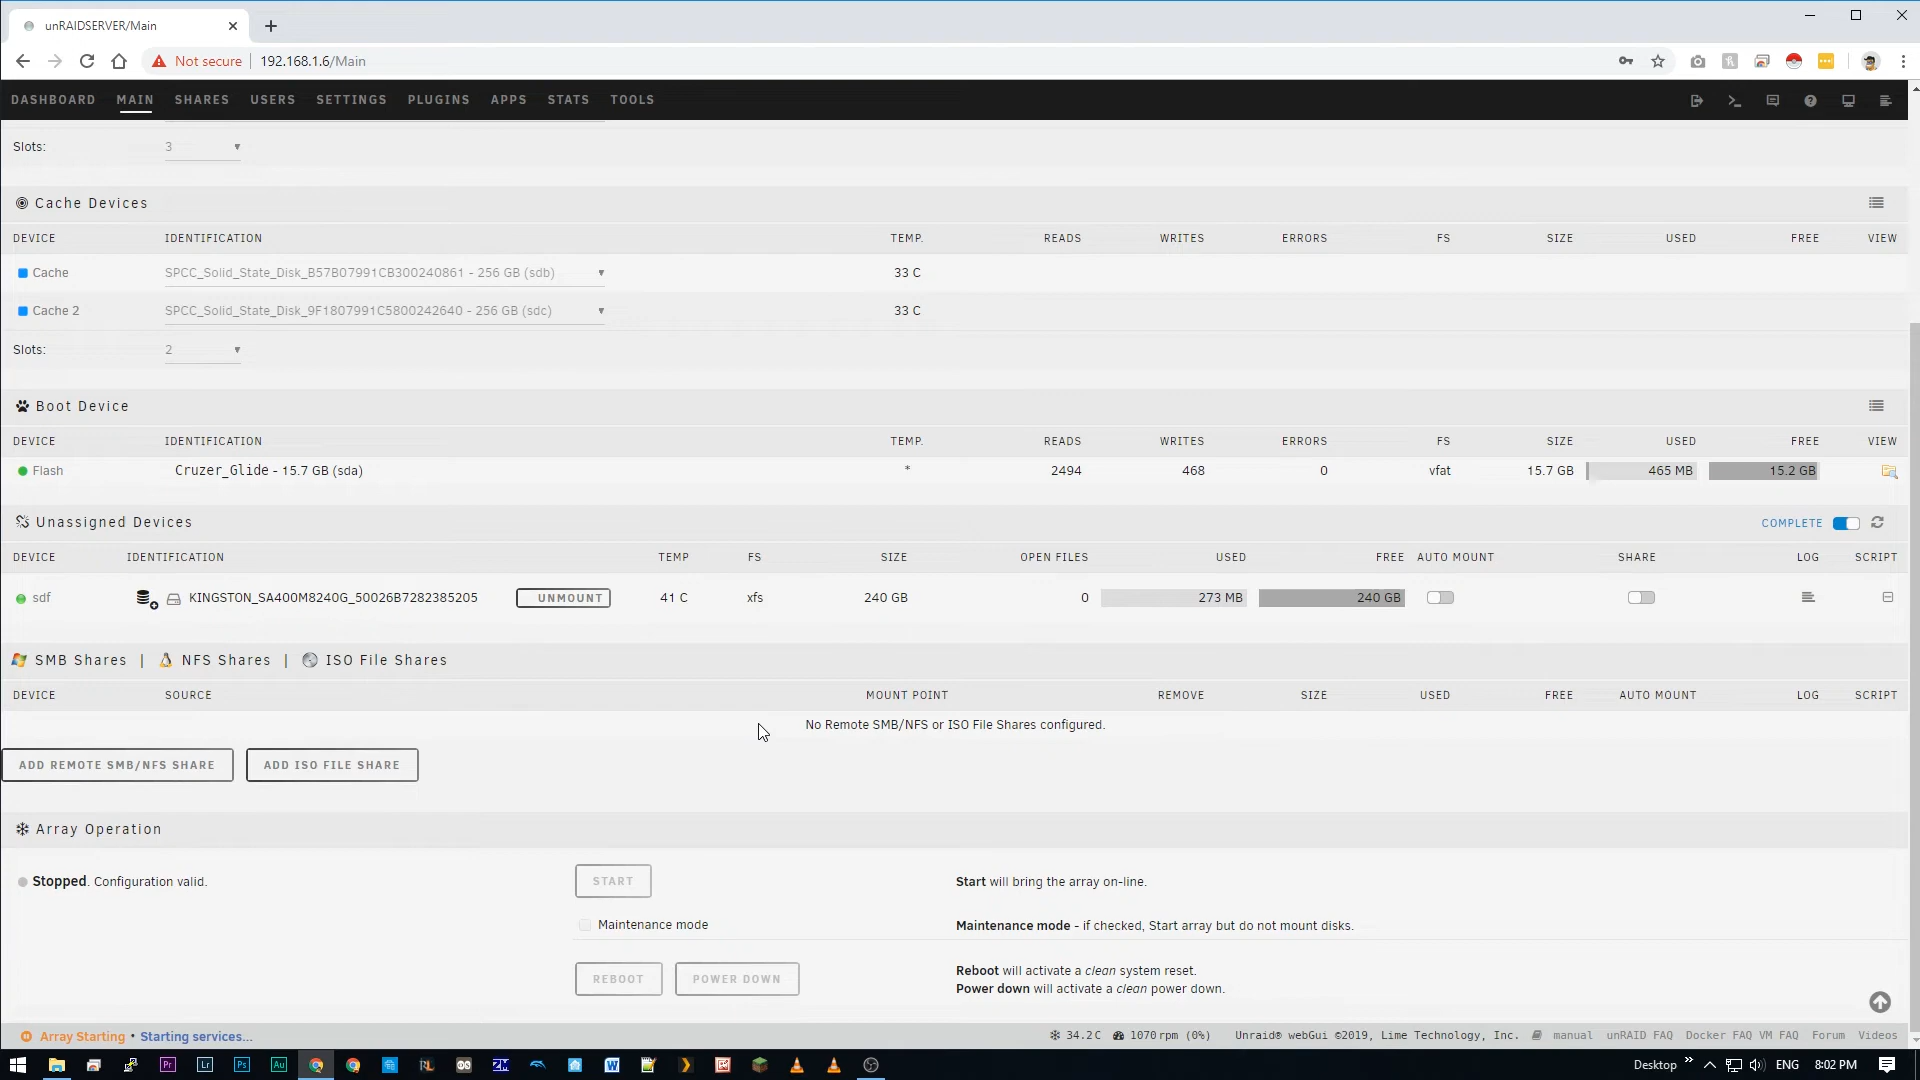 unRAIDSERVER/Main
Not secure 192.168.1.6/Main
DASHBOARD MAIN SHARES USERS SETTINGS PLUGINS APPS STATS TOOLS
Slots: 3
Cache Devices
DEVICE IDENTIFICATION TEMP. READS WRITES ERRORS FS SIZE USED FREE VIEW
Cache SPCC_Solid_State_Disk_B57B07991CB300240861 - 256 GB (sdb) 33 C
Cache 2 SPCC_Solid_State_Disk_9F1807991C5800242640 - 256 GB (sdc) 33 C
Slots: 2
Boot Device
DEVICE IDENTIFICATION TEMP. READS WRITES ERRORS FS SIZE USED FREE VIEW
Flash Cruzer_Glide - 15.7 GB (sda) * 2494 468 0 vfat 15.7 GB 465 MB 15.2 GB
Unassigned Devices COMPLETE
DEVICE IDENTIFICATION TEMP FS SIZE OPEN FILES USED FREE AUTO MOUNT SHARE LOG SCRIPT
sdf KINGSTON_SA400M8240G_50026B7282385205 UNMOUNT 41 C xfs 240 GB 0 273 MB 240 GB
SMB Shares | NFS Shares | ISO File Shares
DEVICE SOURCE MOUNT POINT REMOVE SIZE USED FREE AUTO MOUNT LOG SCRIPT
No Remote SMB/NFS or ISO File Shares configured.
ADD REMOTE SMB/NFS SHARE ADD ISO FILE SHARE
Array Operation
Stopped. Configuration valid. START Start will bring the array on-line.
Maintenance mode Maintenance mode - if checked, Start array but do not mount disks.
REBOOT POWER DOWN Reboot will activate a clean system reset.
Power down will activate a clean power down.
Array Starting • Starting services... 34.2 C 1070 rpm (0%) Unraid® webGui ©2019, Lime Technology, Inc. manual unRAID FAQ Docker FAQ VM FAQ Forum Videos
Pr Lr Ps Au Desktop ENG 8:02 PM